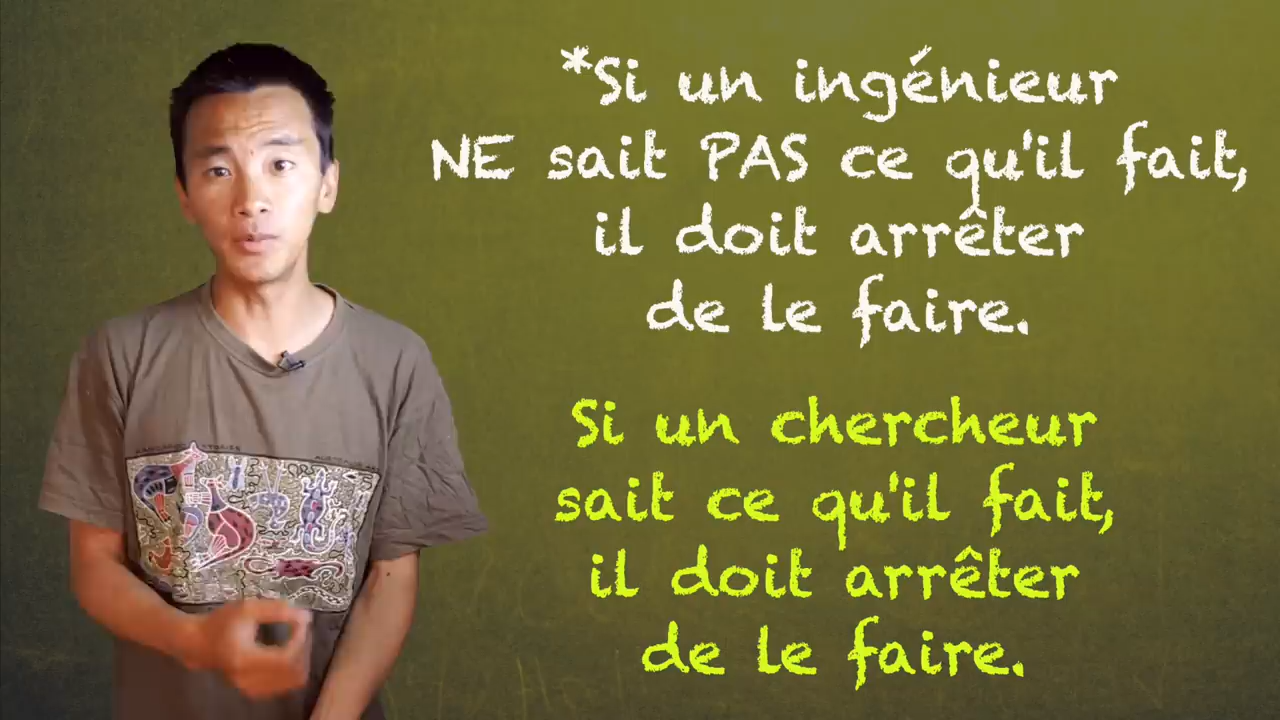 *Si un ingénieur
NE sait PAS ce qu'il fait,
il doit arrêter
de le faire.
Si un chercheur
sait ce qu'il fait,
il doit arrêter
de le faire.